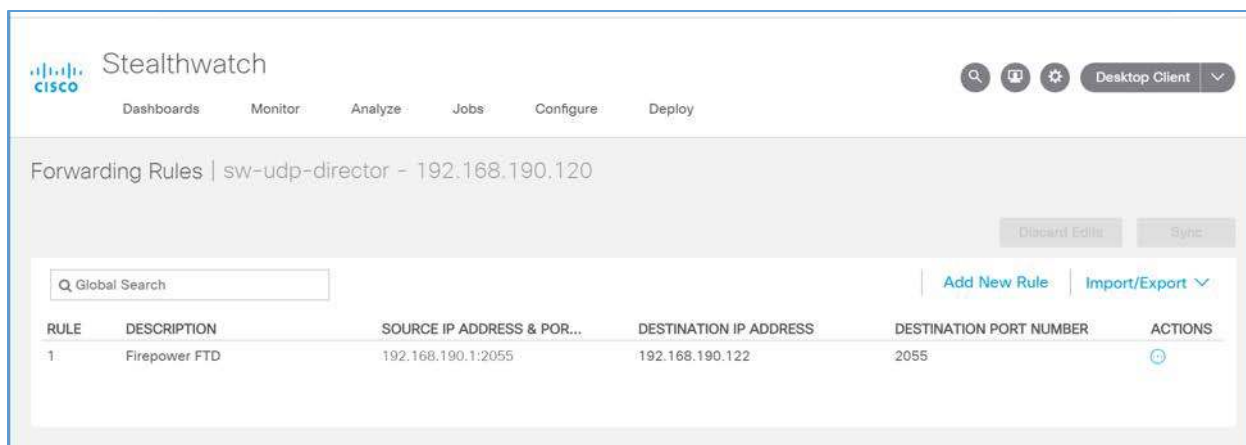 Stealthwatch
CISCO
Desktop Client
Dashboards Monitor Analyze Jobs Configure Deploy
Forwarding Rules | sw-udp-director - 192.168.190.120
Discard Edits Sync
Global Search
Add New Rule | Import/Export
RULE DESCRIPTION SOURCE IP ADDRESS & POR... DESTINATION IP ADDRESS DESTINATION PORT NUMBER ACTIONS
1 Firepower FTD 192.168.190.1:2055 192.168.190.122 2055